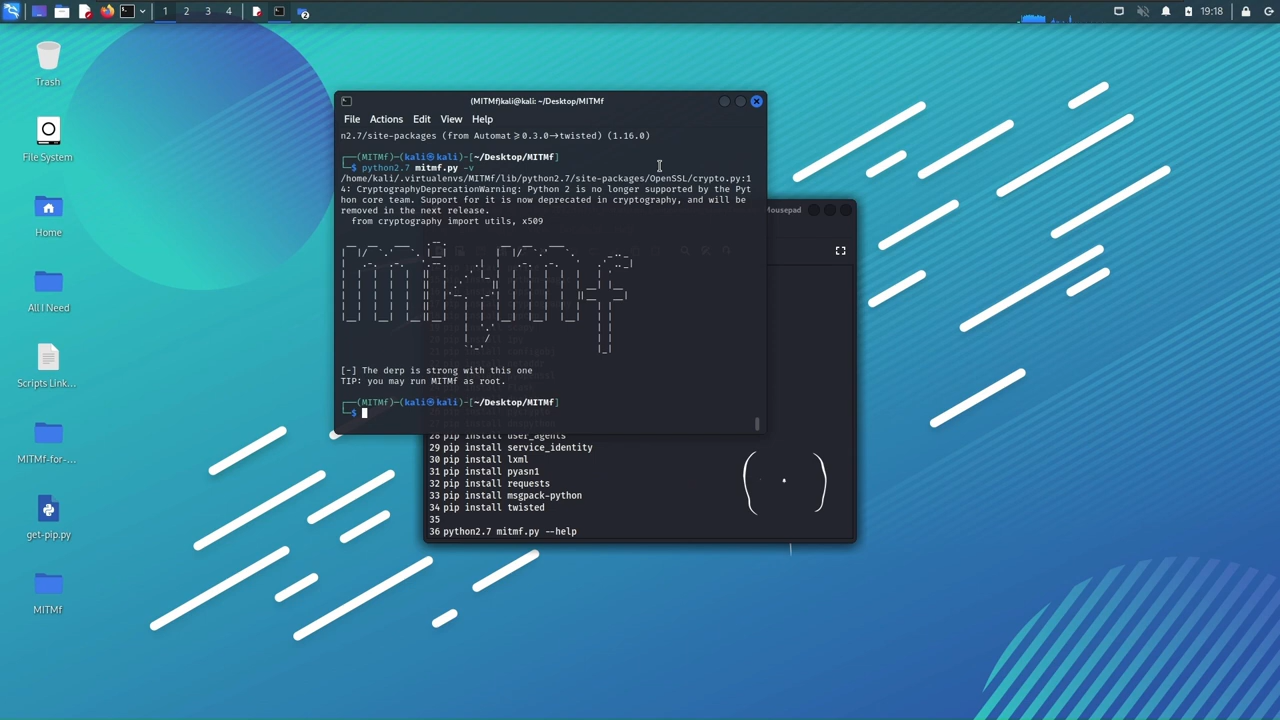 1 2 3 4
2
19:18
Trash
File System
Home
All I Need
Scripts Link...
MITMf-for-...
get-pip.py
MITMf
(MITMf)kali@kali: ~/Desktop/MITMf
File Actions Edit View Help
n2.7/site-packages (from Automat≥0.3.0→twisted) (1.16.0)
┌──(MITMf)─(kali㉿kali)-[~/Desktop/MITMf]
└─$ python2.7 mitmf.py -v
/home/kali/.virtualenvs/MITMf/lib/python2.7/site-packages/OpenSSL/crypto.py:1
4: CryptographyDeprecationWarning: Python 2 is no longer supported by the Pyt
hon core team. Support for it is now deprecated in cryptography, and will be
removed in the next release.
from cryptography import utils, x509
MITMf
[-] The derp is strong with this one
TIP: you may run MITMf as root.
┌──(MITMf)─(kali㉿kali)-[~/Desktop/MITMf]
└─$
Mousepad
28 pip install user_agents
29 pip install service_identity
30 pip install lxml
31 pip install pyasn1
32 pip install requests
33 pip install msgpack-python
34 pip install twisted
35
36 python2.7 mitmf.py --help